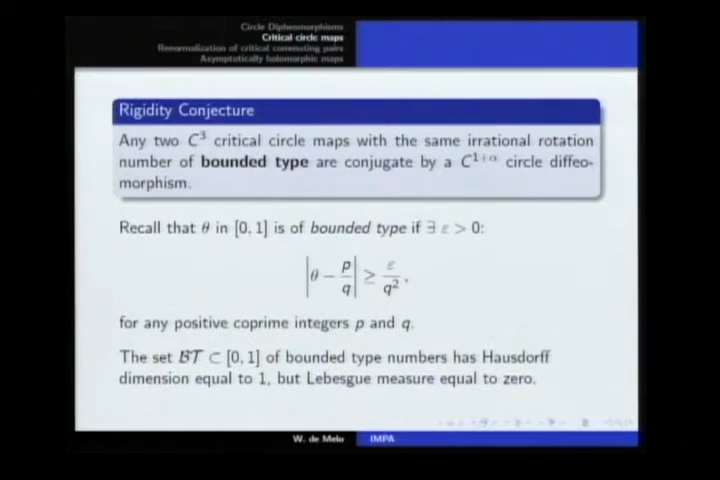 Circle Diffeomorphisms
Critical circle maps
Renormalization of critical commuting pairs
Asymptotically holomorphic maps
Rigidity Conjecture
Any two C^3 critical circle maps with the same irrational rotation
number of bounded type are conjugate by a C^{1+α} circle diffeo-
morphism.
Recall that θ in [0, 1] is of bounded type if ∃ ε > 0:
|θ − p/q| ≥ ε/q^2,
for any positive coprime integers p and q.
The set BT ⊂ [0, 1] of bounded type numbers has Hausdorff
dimension equal to 1, but Lebesgue measure equal to zero.
W. de Melo IMPA